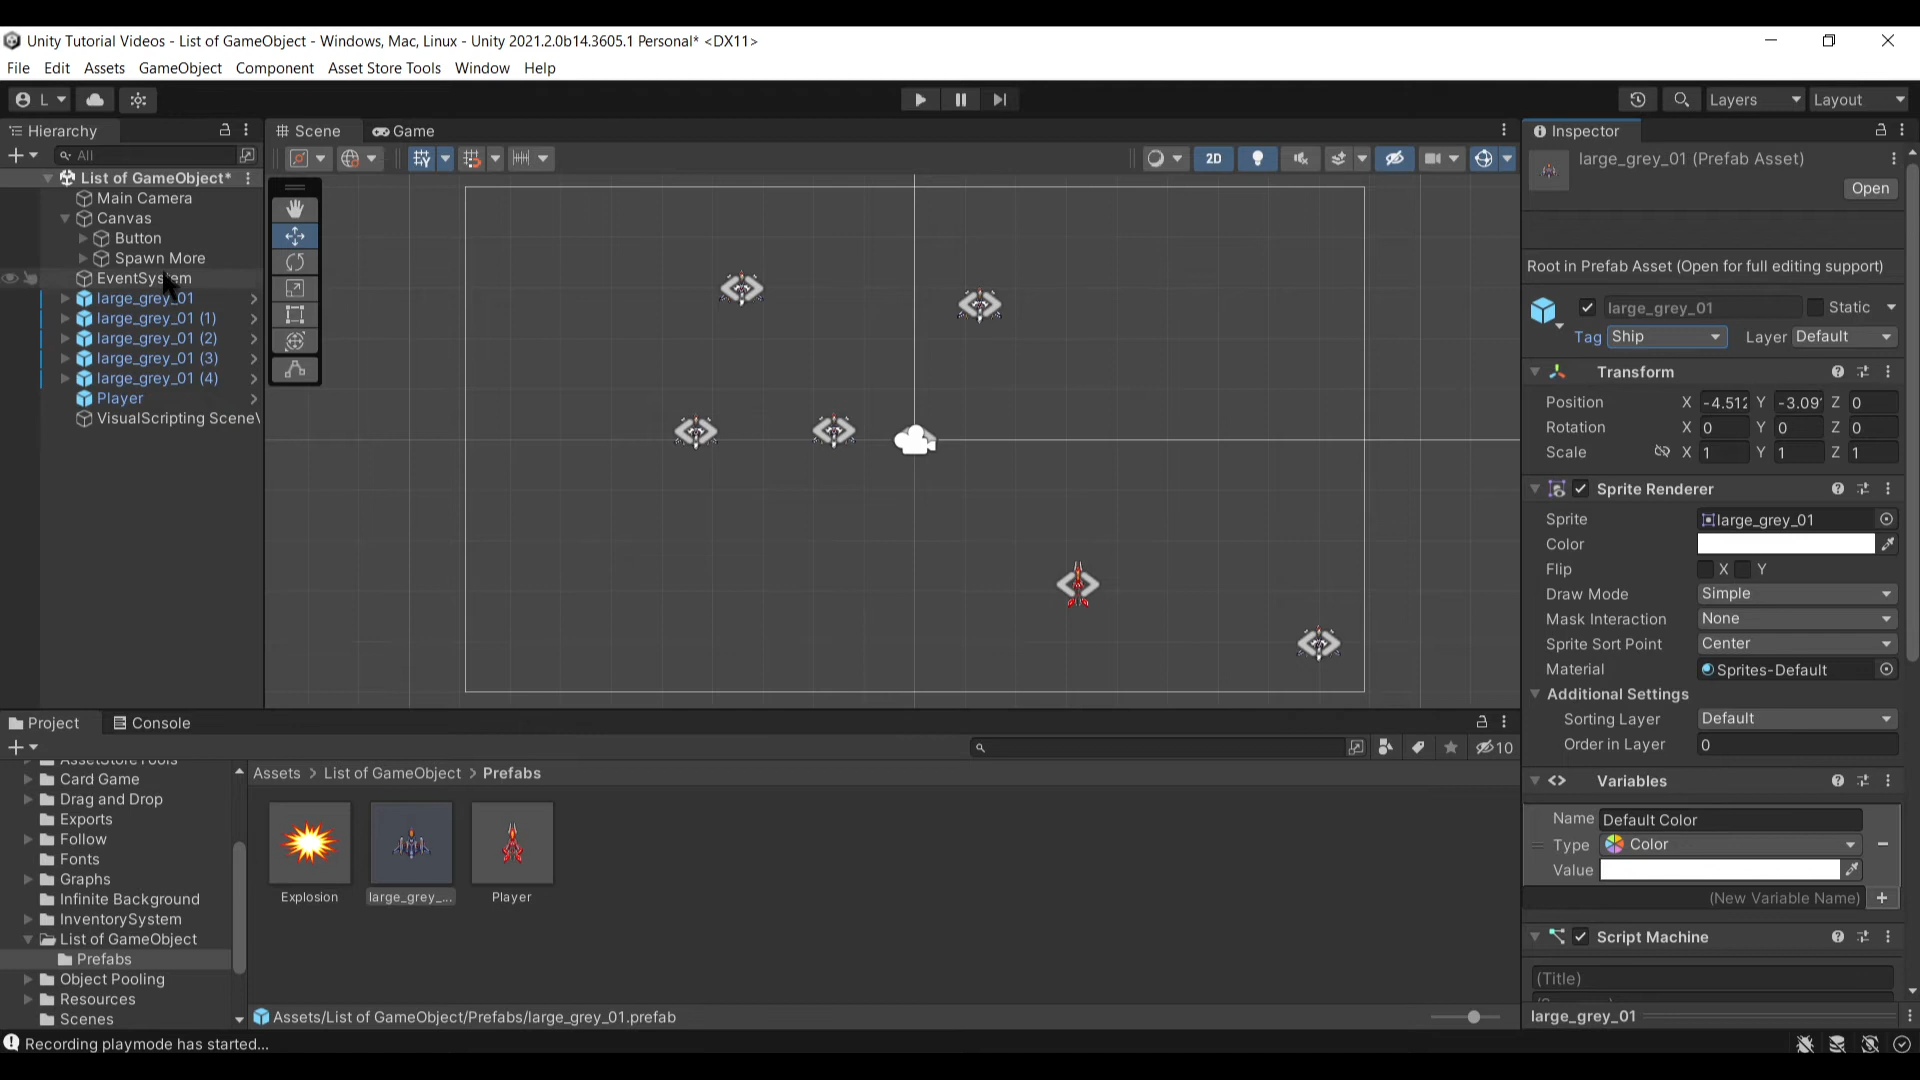 Unity Tutorial Videos - List of GameObject - Windows, Mac, Linux - Unity 2021.2.0b14.3605.1 Personal* <DX11>
File Edit Assets GameObject Component Asset Store Tools Window Help
L Layers Layout
Hierarchy
All
List of GameObject*
Main Camera
Canvas
Button
Spawn More
EventSystem
large_grey_01
large_grey_01 (1)
large_grey_01 (2)
large_grey_01 (3)
large_grey_01 (4)
Player
VisualScripting Scene
Scene Game
2D
Inspector
large_grey_01 (Prefab Asset)
Open
Root in Prefab Asset (Open for full editing support)
large_grey_01 Static
Tag Ship Layer Default
Transform
Position X -4.512 Y -3.09 Z 0
Rotation X 0 Y 0 Z 0
Scale X 1 Y 1 Z 1
Sprite Renderer
Sprite large_grey_01
Color
Flip X Y
Draw Mode Simple
Mask Interaction None
Sprite Sort Point Center
Material Sprites-Default
Additional Settings
Sorting Layer Default
Order in Layer 0
Variables
Name Default Color
Type Color
Value
(New Variable Name)
Script Machine
(Title)
large_grey_01
Project Console
10
Card Game
Drag and Drop
Exports
Follow
Fonts
Graphs
Infinite Background
InventorySystem
List of GameObject
Prefabs
Object Pooling
Resources
Scenes
Assets > List of GameObject > Prefabs
Explosion large_grey_... Player
Assets/List of GameObject/Prefabs/large_grey_01.prefab
Recording playmode has started...